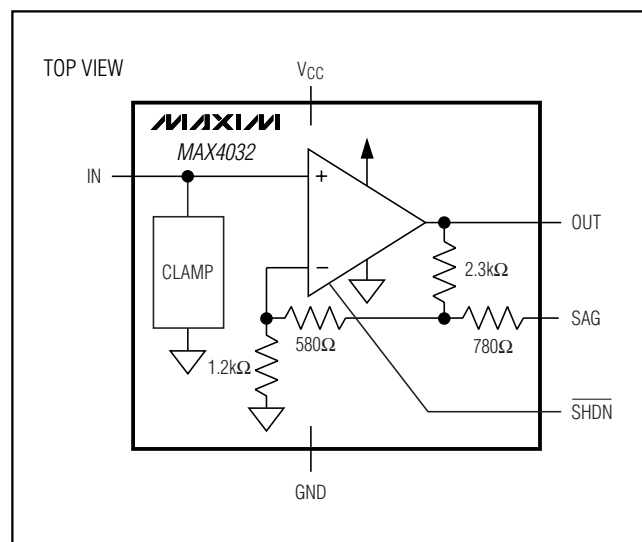 TOP VIEW
VCC
MAXIM
MAX4032
IN
+
OUT
CLAMP
−
2.3kΩ
SAG
580Ω
780Ω
1.2kΩ
SHDN
GND